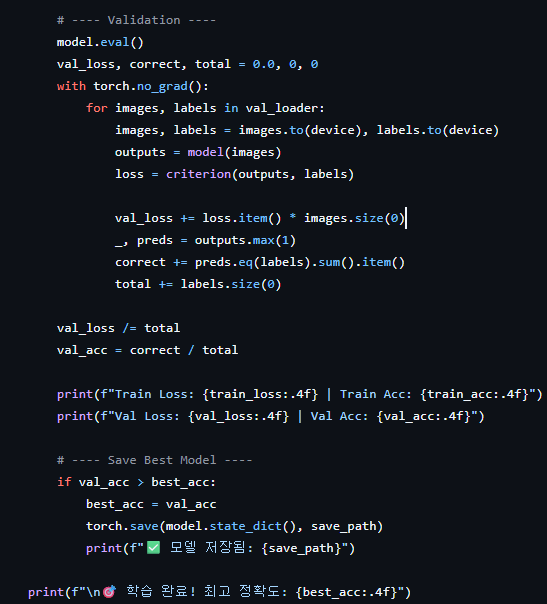 # ---- Validation ----
model.eval()
val_loss, correct, total = 0.0, 0, 0
with torch.no_grad():
for images, labels in val_loader:
images, labels = images.to(device), labels.to(device)
outputs = model(images)
loss = criterion(outputs, labels)
val_loss += loss.item() * images.size(0)
_, preds = outputs.max(1)
correct += preds.eq(labels).sum().item()
total += labels.size(0)
val_loss /= total
val_acc = correct / total
print(f"Train Loss: {train_loss:.4f} | Train Acc: {train_acc:.4f}")
print(f"Val Loss: {val_loss:.4f} | Val Acc: {val_acc:.4f}")
# ---- Save Best Model ----
if val_acc > best_acc:
best_acc = val_acc
torch.save(model.state_dict(), save_path)
print(f"✅ 모델 저장됨: {save_path}")
print(f"\n🎯 학습 완료! 최고 정확도: {best_acc:.4f}")